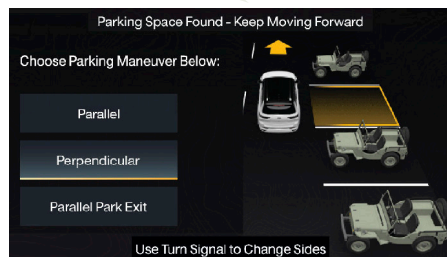 Parking Space Found - Keep Moving Forward
Choose Parking Maneuver Below:
Parallel
Perpendicular
Parallel Park Exit
Use Turn Signal to Change Sides